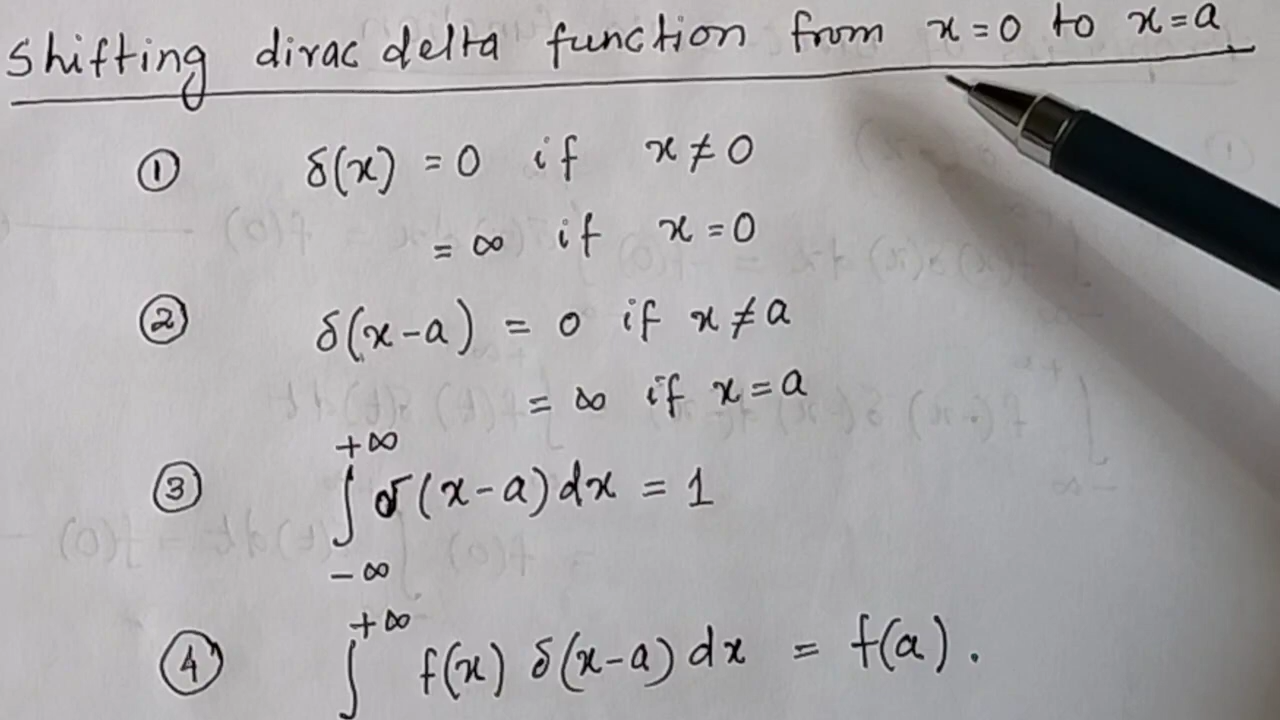 Shifting dirac delta function from x=0 to x=a
① δ(x) = 0 if x ≠ 0
= ∞ if x = 0
② δ(x-a) = 0 if x ≠ a
= ∞ if x = a
+∞
③ ∫ δ(x-a) dx = 1
-∞
+∞
④ ∫ f(x) δ(x-a) dx = f(a).